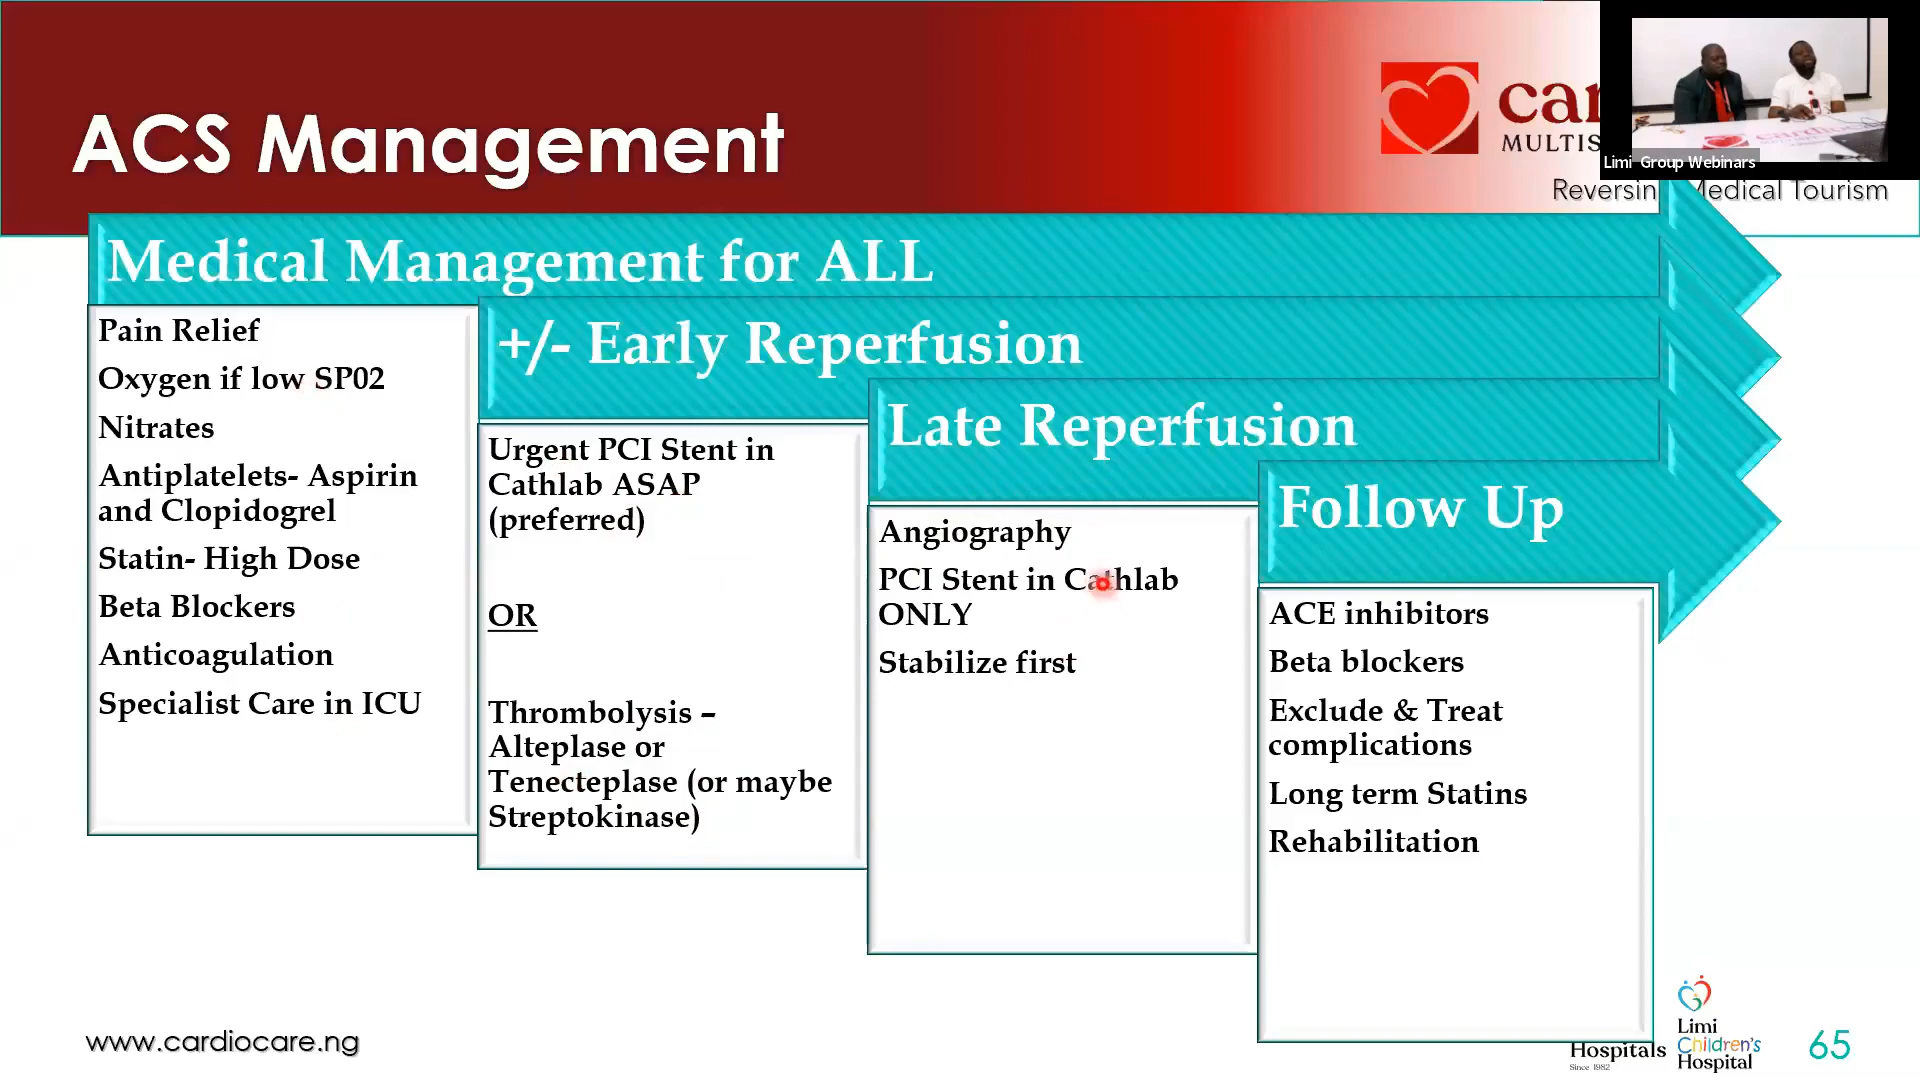 ACS Management
MULTIS
Limi Group Webinars
Medical Tourism
Medical Management for ALL
Pain Relief
Oxygen if low SP02
Nitrates
Antiplatelets- Aspirin
and Clopidogrel
Statin- High Dose
Beta Blockers
Anticoagulation
Specialist Care in ICU
+/- Early Reperfusion
Urgent PCI Stent in
Cathlab ASAP
(preferred)
OR
Thrombolysis –
Alteplase or
Tenecteplase (or maybe
Streptokinase)
Late Reperfusion
Angiography
PCI Stent in Cathlab
ONLY
Stabilize first
Follow Up
ACE inhibitors
Beta blockers
Exclude & Treat
complications
Long term Statins
Rehabilitation
www.cardiocare.ng
Hospitals
Since 1982
Limi
Children's
Hospital
65